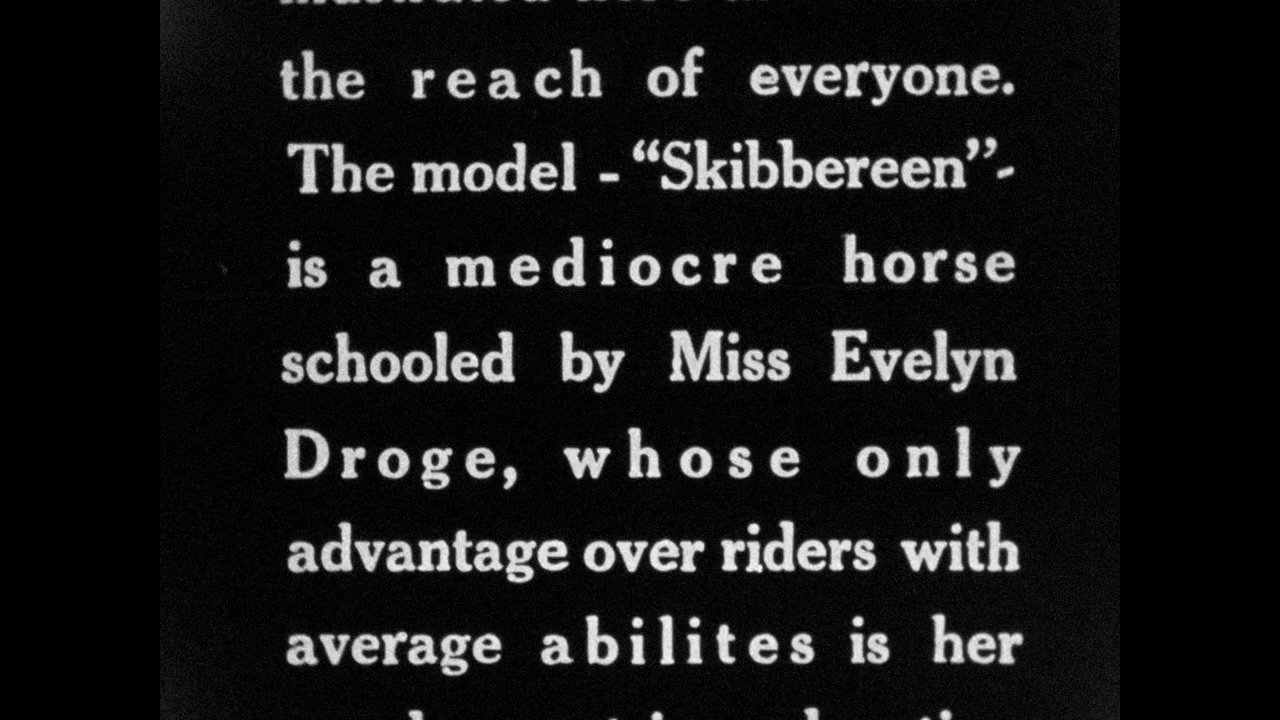 the reach of everyone.
The model - "Skibbereen"-
is a mediocre horse
schooled by Miss Evelyn
Droge, whose only
advantage over riders with
average abilites is her